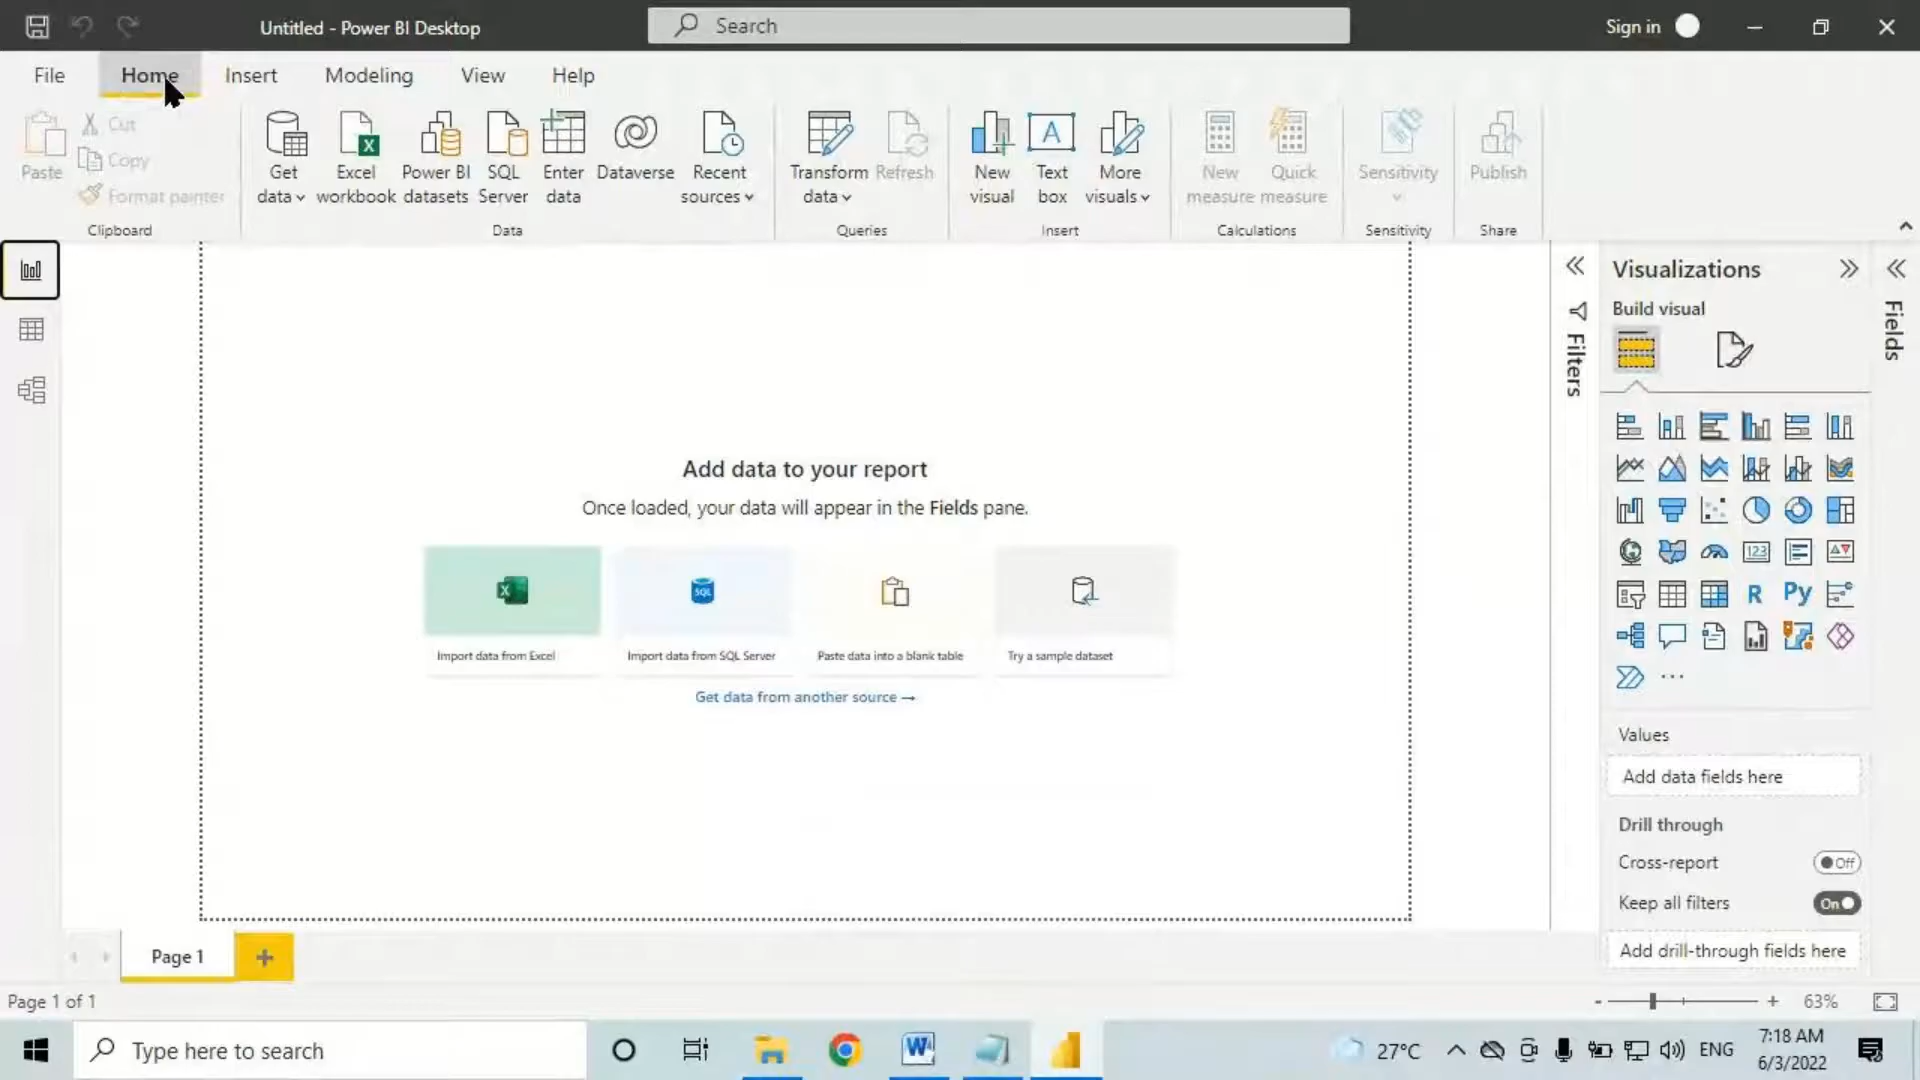 Untitled - Power BI Desktop
Search
Sign in
File
Home
Insert
Modeling
View
Help
Paste
Cut
Copy
Format painter
Clipboard
Get
data
Excel
workbook
Power BI
datasets
SQL
Server
Enter
data
Dataverse
Recent
sources
Data
Transform
data
Refresh
Queries
New
visual
Text
box
More
visuals
Insert
New
measure
Quick
measure
Calculations
Sensitivity
Sensitivity
Publish
Share
Filters
Visualizations
Build visual
Fields
Add data to your report
Once loaded, your data will appear in the Fields pane.
SQL
Import data from Excel
Import data from SQL Server
Paste data into a blank table
Try a sample dataset
Get data from another source →
123
R
Py
Values
Add data fields here
Drill through
Cross-report
Off
Keep all filters
On
Add drill-through fields here
Page 1
Page 1 of 1
- + 63%
Type here to search
27°C
ENG
7:18 AM
6/3/2022